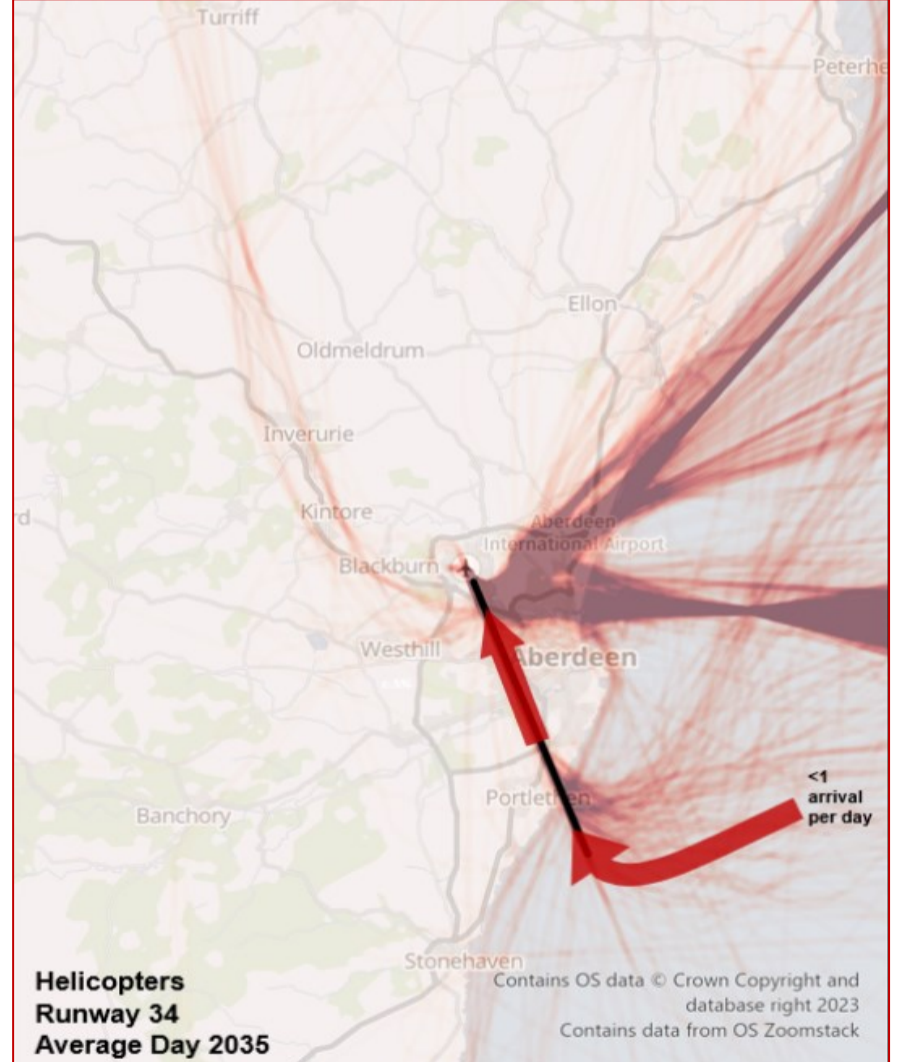 Turriff
Peterhe
Ellon
Oldmeldrum
Inverurie
Kintore
rd
Aberdeen
International Airport
Blackburn
Westhill
Aberdeen
<1
arrival
per day
Portlethen
Banchory
Stonehaven
Helicopters
Runway 34
Average Day 2035
Contains OS data © Crown Copyright and
database right 2023
Contains data from OS Zoomstack